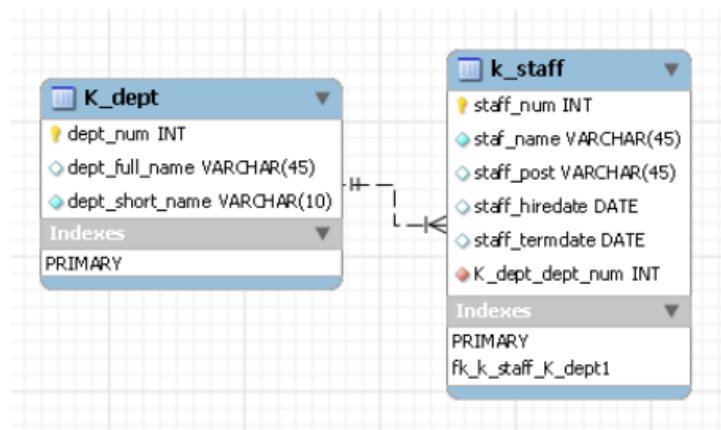 K_dept
dept_num INT
dept_full_name VARCHAR(45)
dept_short_name VARCHAR(10)
Indexes
PRIMARY
k_staff
staff_num INT
staf_name VARCHAR(45)
staff_post VARCHAR(45)
staff_hiredate DATE
staff_termdate DATE
K_dept_dept_num INT
Indexes
PRIMARY
fk_k_staff_K_dept1